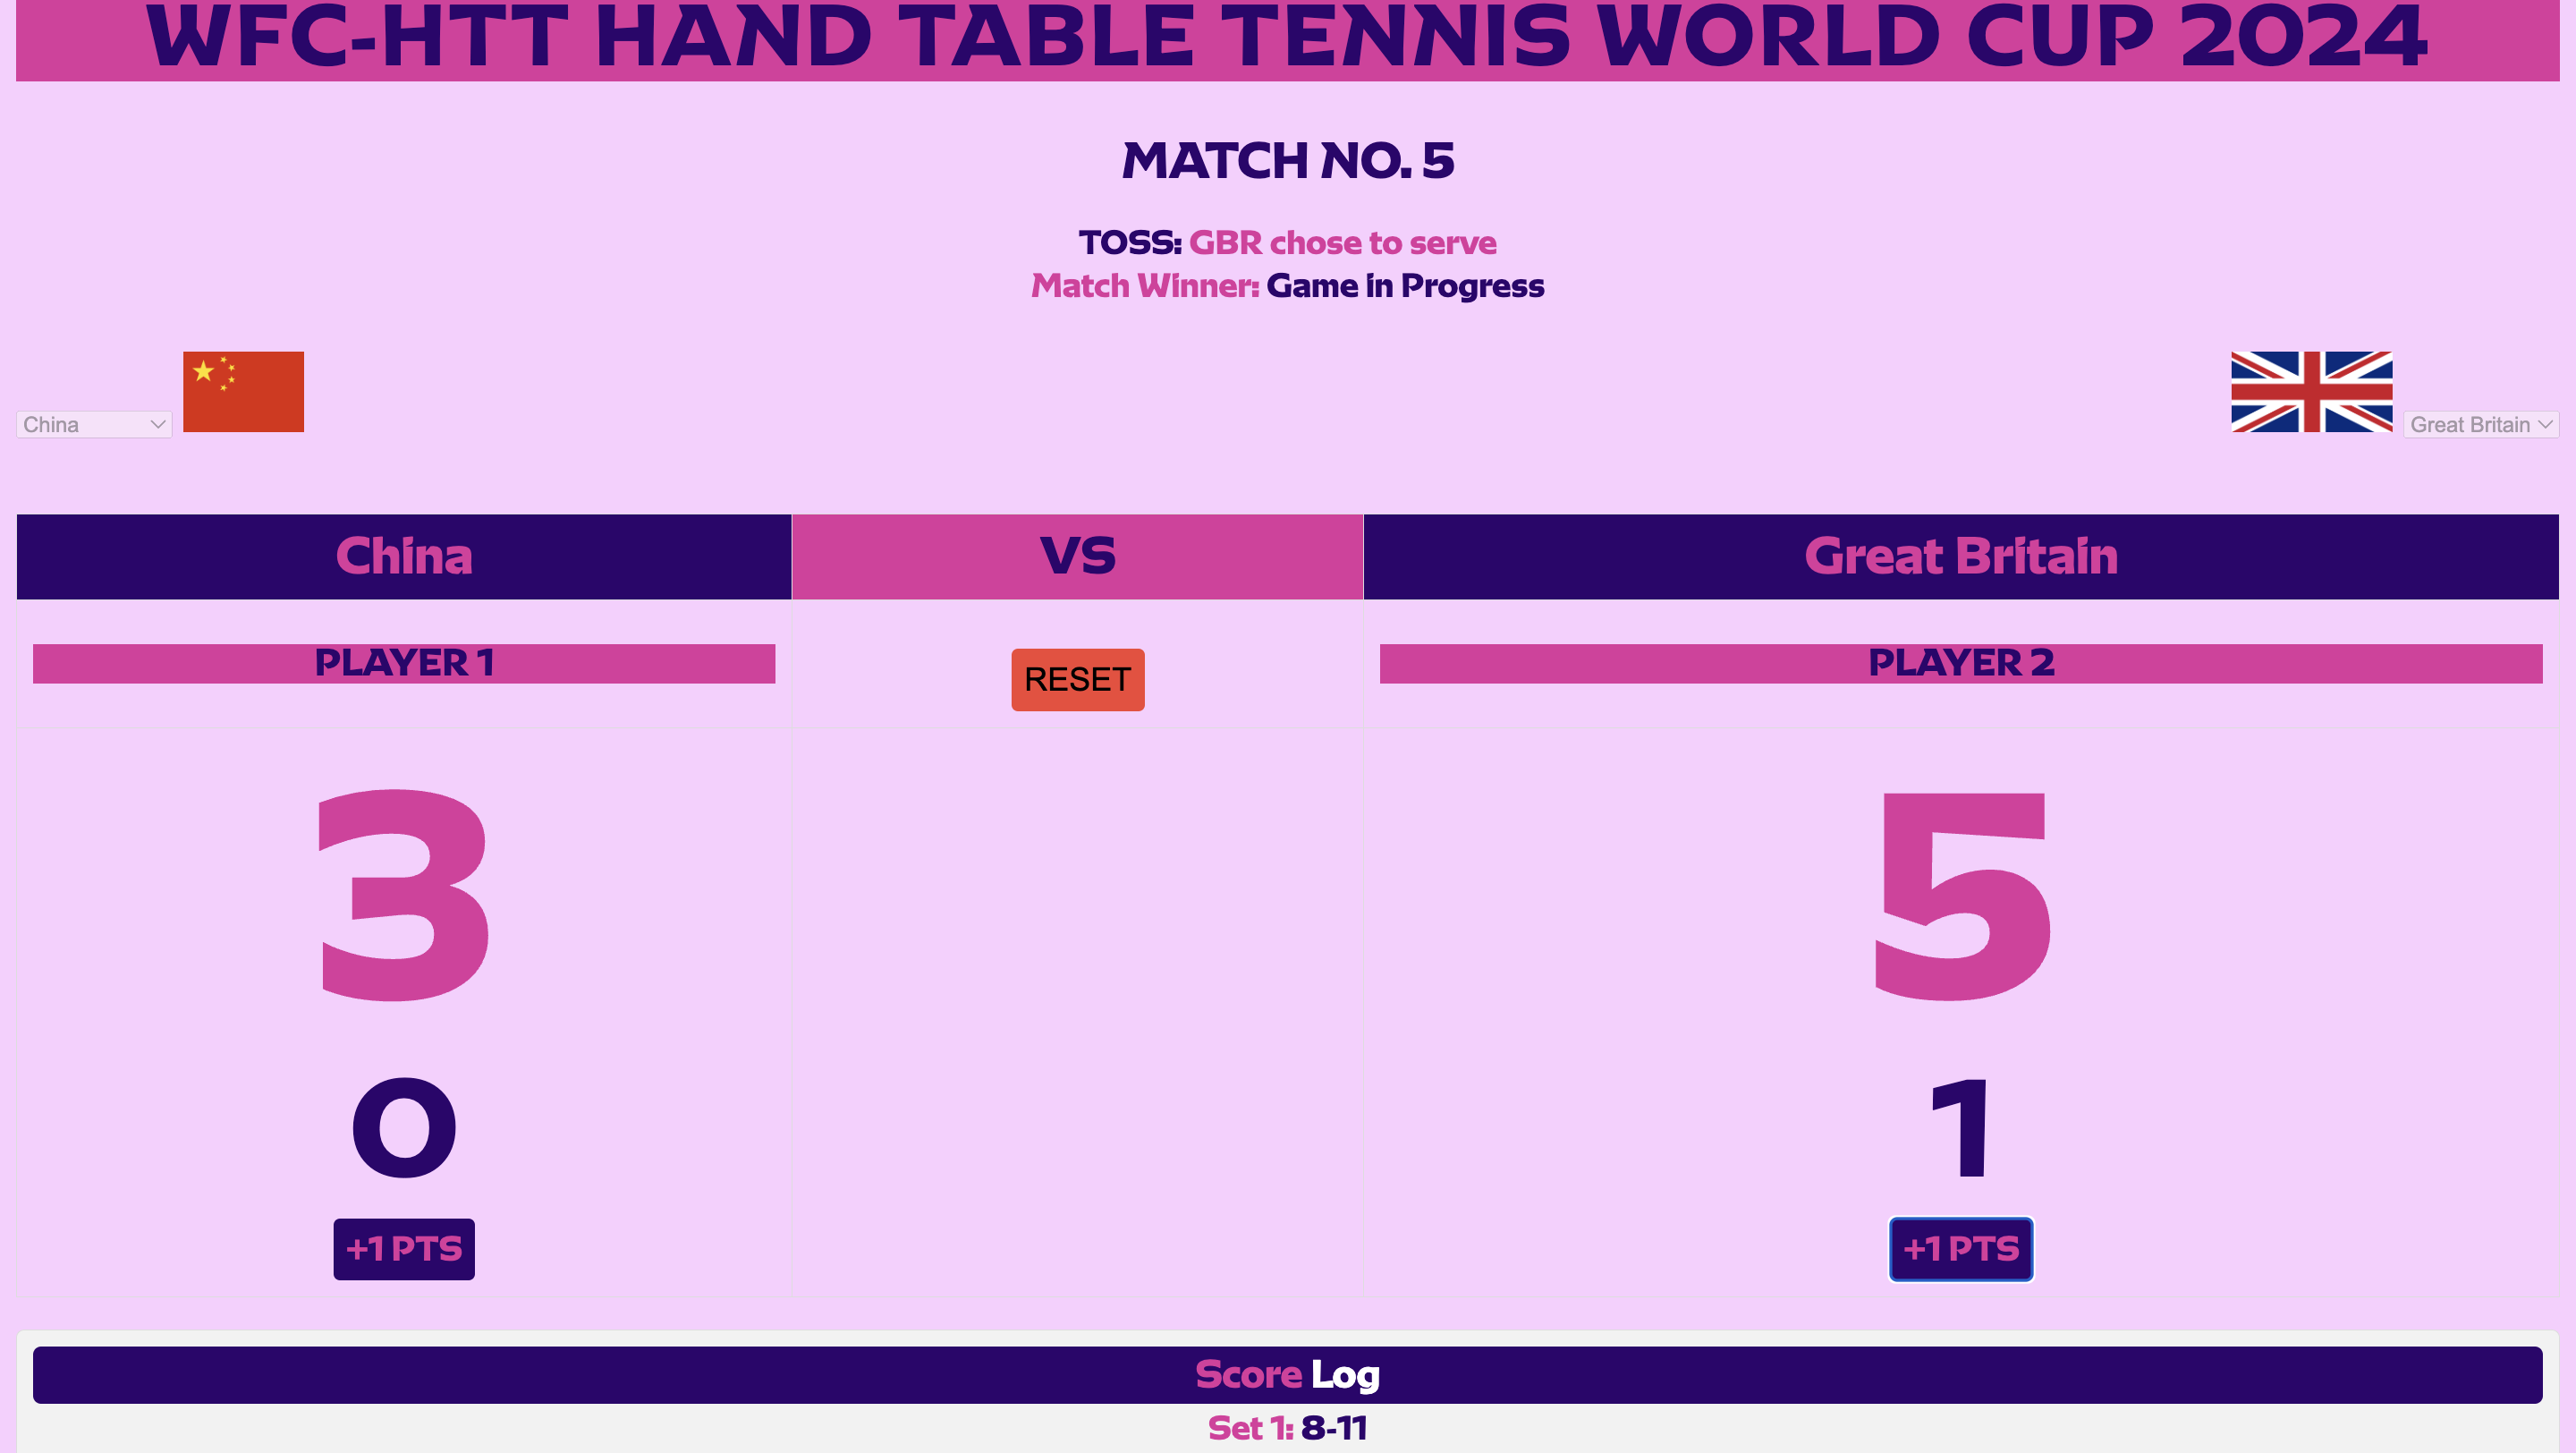 WFC-HTT HAND TABLE TENNIS WORLD CUP 2024
MATCH NO. 5
TOSS: GBR chose to serve
Match Winner: Game in Progress
China
Great Britain
China
VS
Great Britain
PLAYER 1
RESET
PLAYER 2
3
5
0
1
+1 PTS
+1 PTS
Score Log
Set 1: 8-11